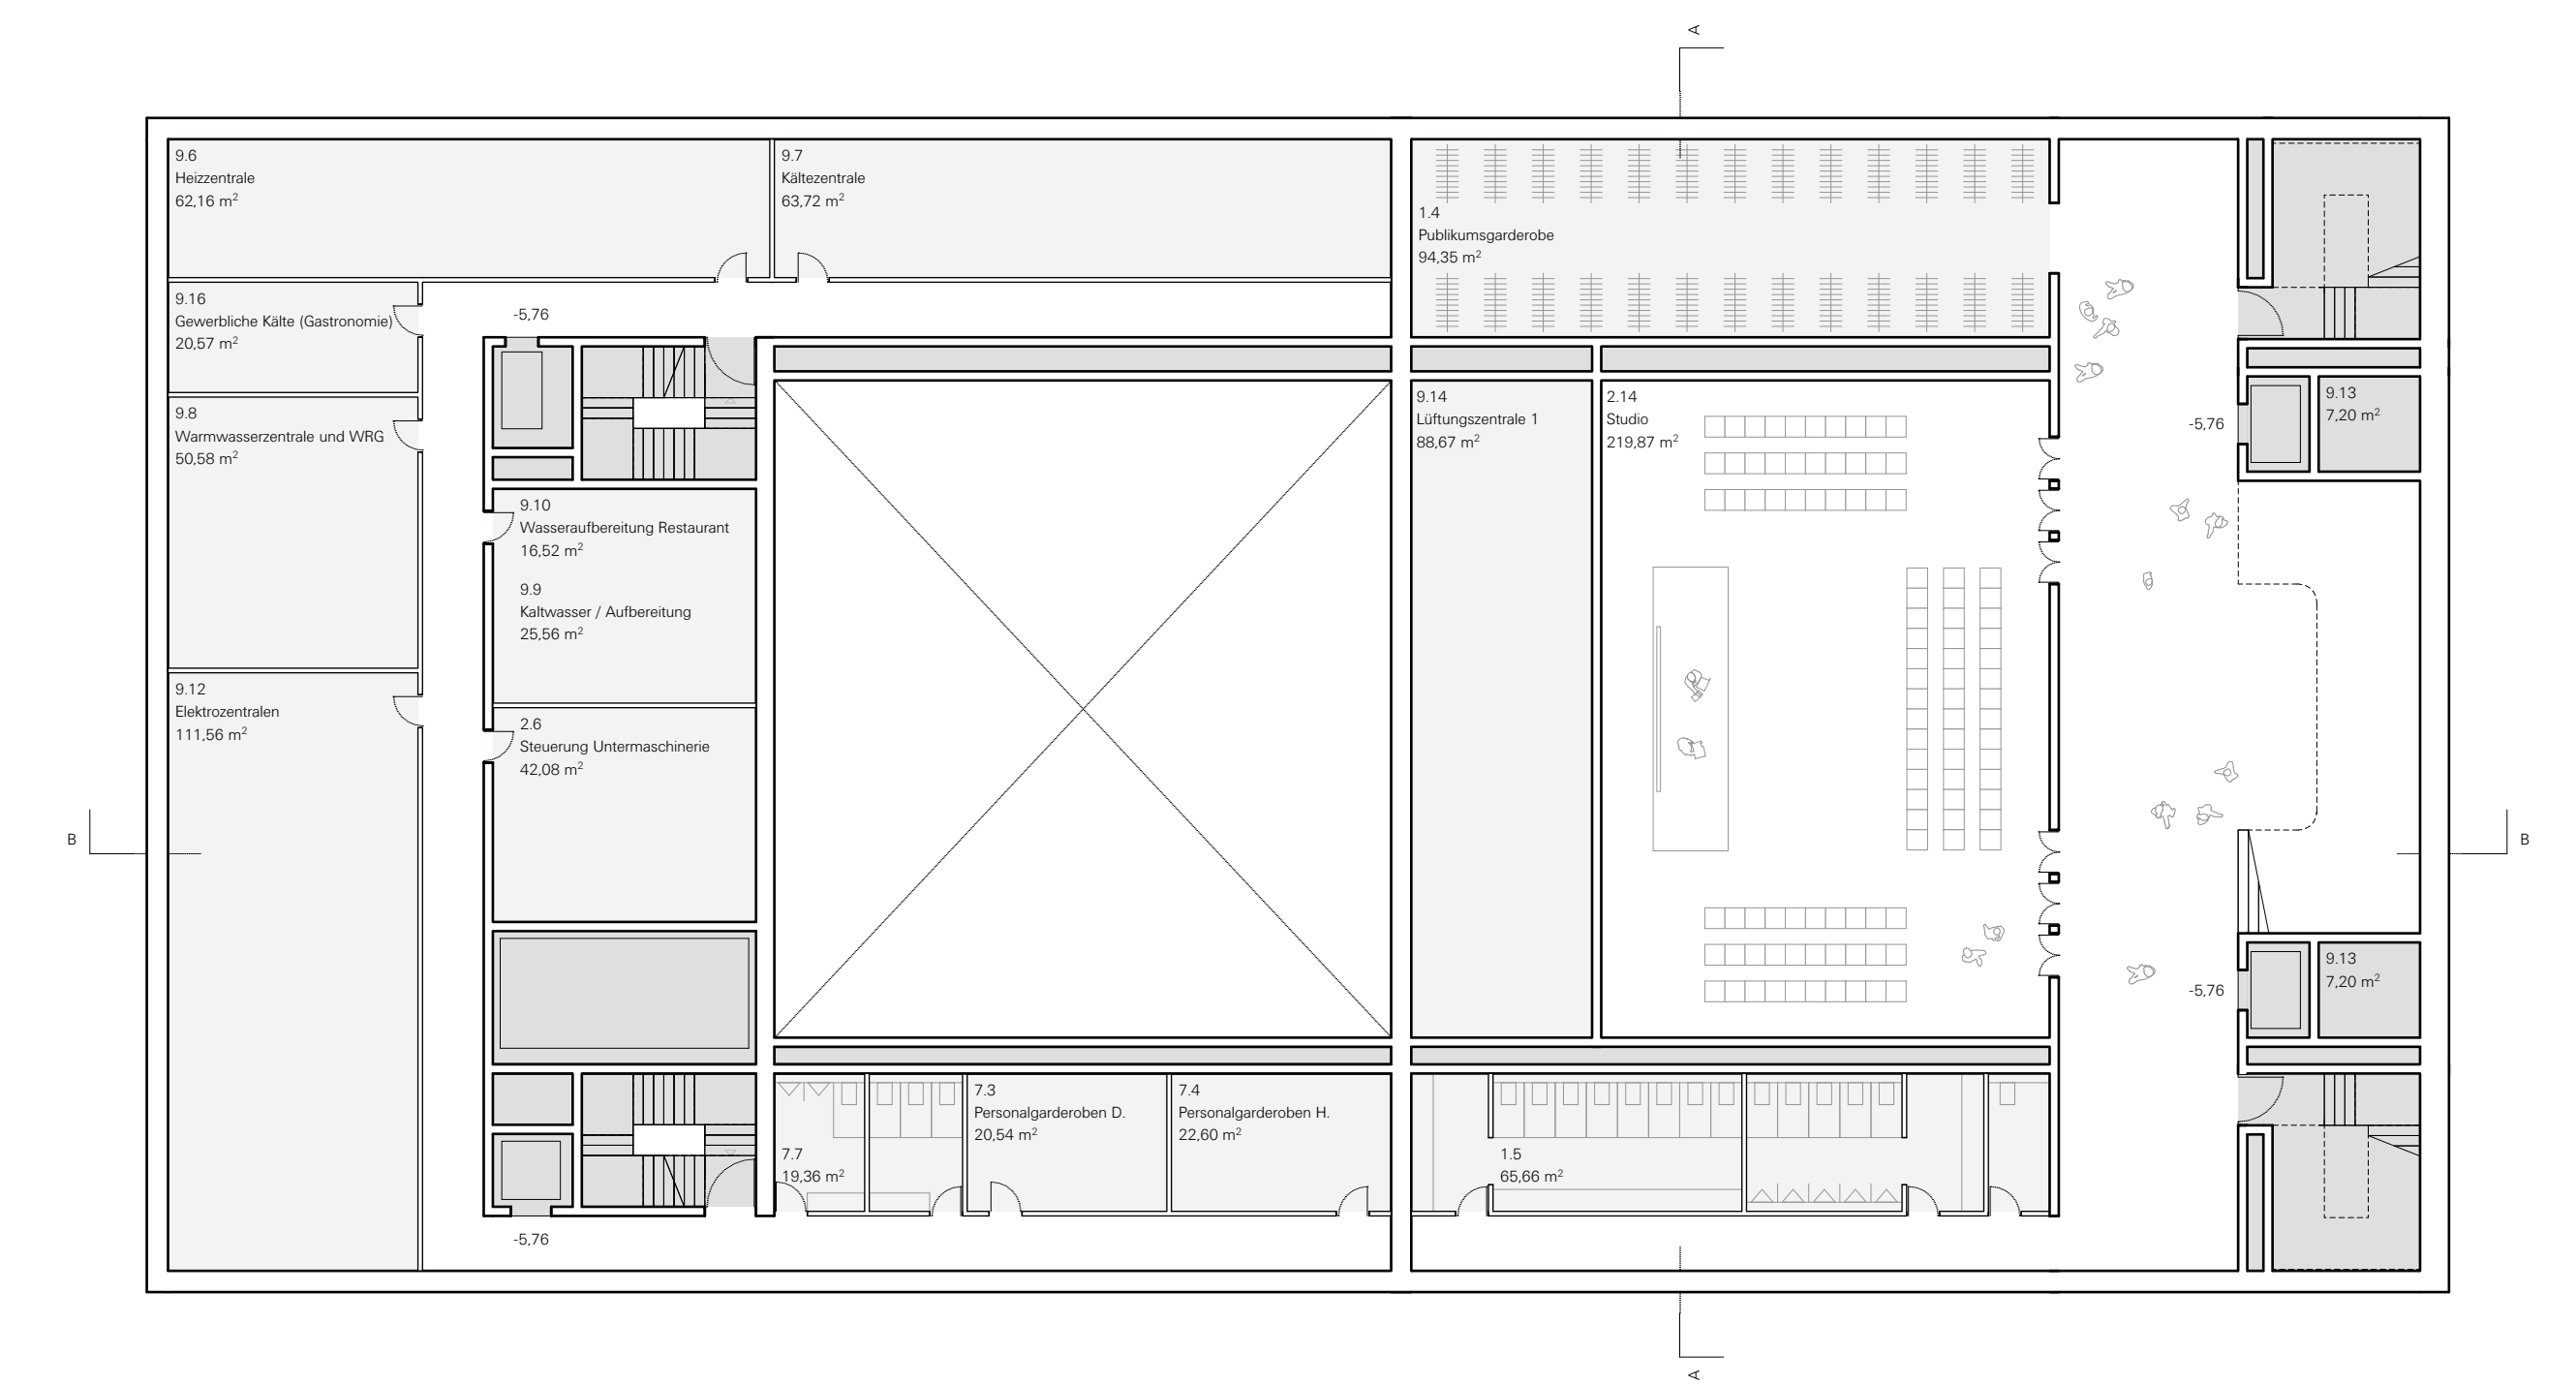 A
9.6
Heizzentrale
62,16 m²
9.7
Kältezentrale
63,72 m²
1.4
Publikumsgarderobe
94,35 m²
9.16
Gewerbliche Kälte (Gastronomie)
20,57 m²
-5,76
9.8
Warmwasserzentrale und WRG
50,58 m²
9.14
Lüftungszentrale 1
88,67 m²
2.14
Studio
219,87 m²
-5,76
9.13
7,20 m²
9.10
Wasseraufbereitung Restaurant
16,52 m²
9.9
Kaltwasser / Aufbereitung
25,56 m²
9.12
Elektrozentralen
111,56 m²
2.6
Steuerung Untermaschinerie
42,08 m²
B
B
9.13
7,20 m²
-5,76
7.3
Personalgarderoben D.
20,54 m²
7.4
Personalgarderoben H.
22,60 m²
7.7
19,36 m²
1.5
65,66 m²
-5,76
A